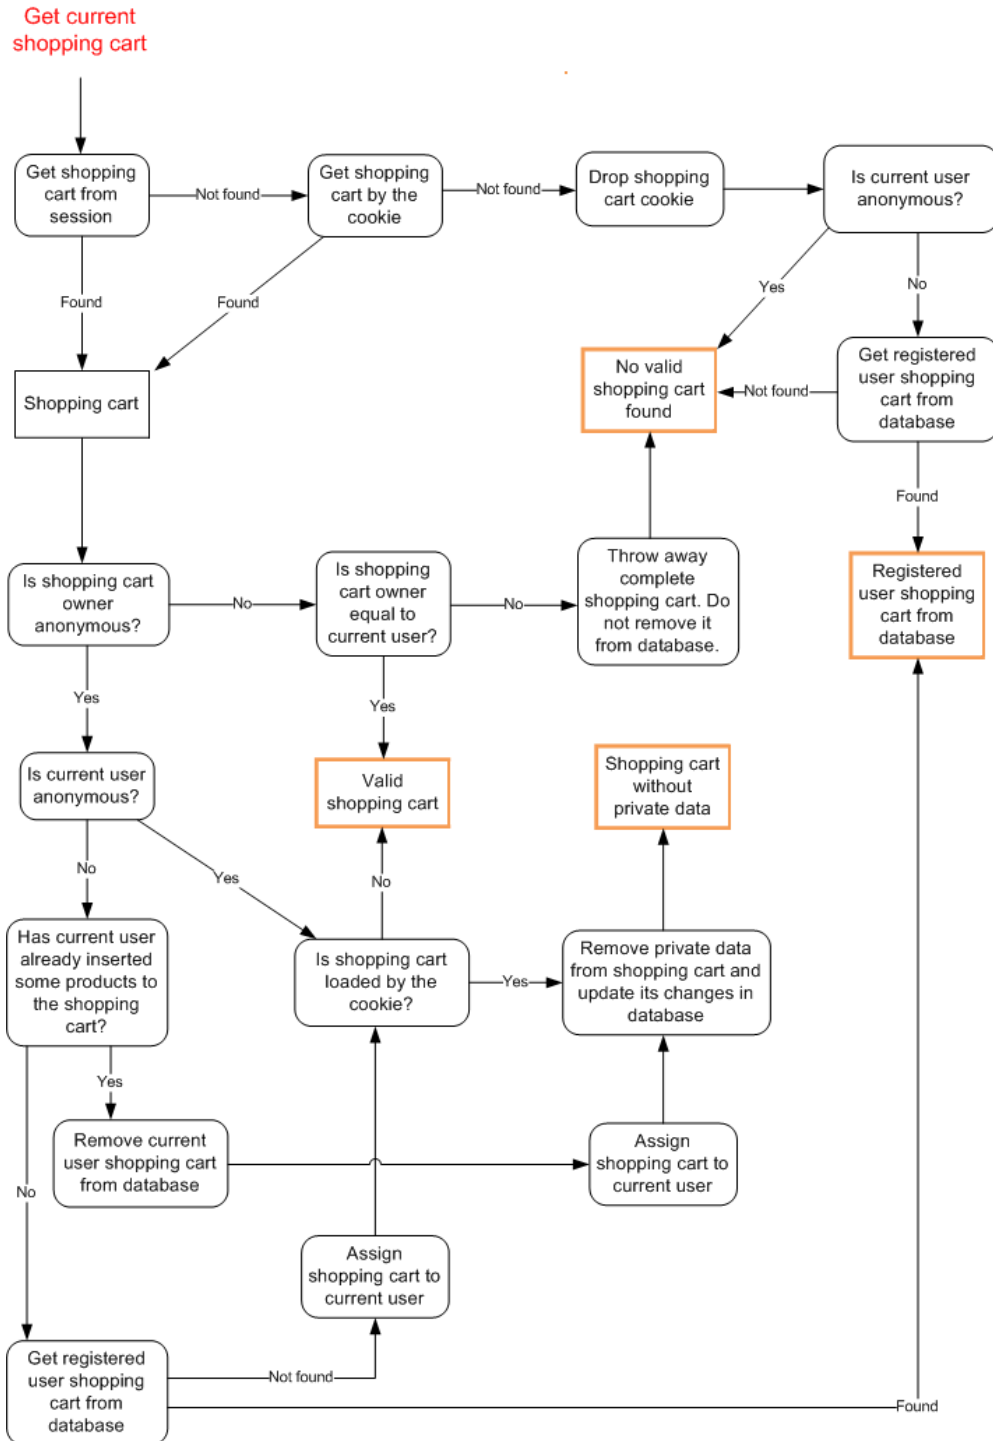 Get current
shopping cart
Get shopping
cart from
session
Not found
Get shopping
cart by the
cookie
Not found
Drop shopping
cart cookie
Is current user
anonymous?
Found
Found
Yes
No
Shopping cart
No valid
shopping cart
found
Not found
Get registered
user shopping
cart from
database
Found
Is shopping cart
owner
anonymous?
No
Is shopping
cart owner
equal to
current user?
No
Throw away
complete
shopping cart. Do
not remove it
from database.
Registered
user shopping
cart from
database
Yes
Yes
Is current user
anonymous?
Valid
shopping cart
Shopping cart
without
private data
No
Yes
No
Has current user
already inserted
some products to
the shopping
cart?
Is shopping cart
loaded by the
cookie?
Yes
Remove private data
from shopping cart and
update its changes in
database
Yes
No
Remove current
user shopping cart
from database
Assign
shopping cart to
current user
Assign
shopping cart to
current user
Get registered
user shopping
cart from
database
Not found
Found